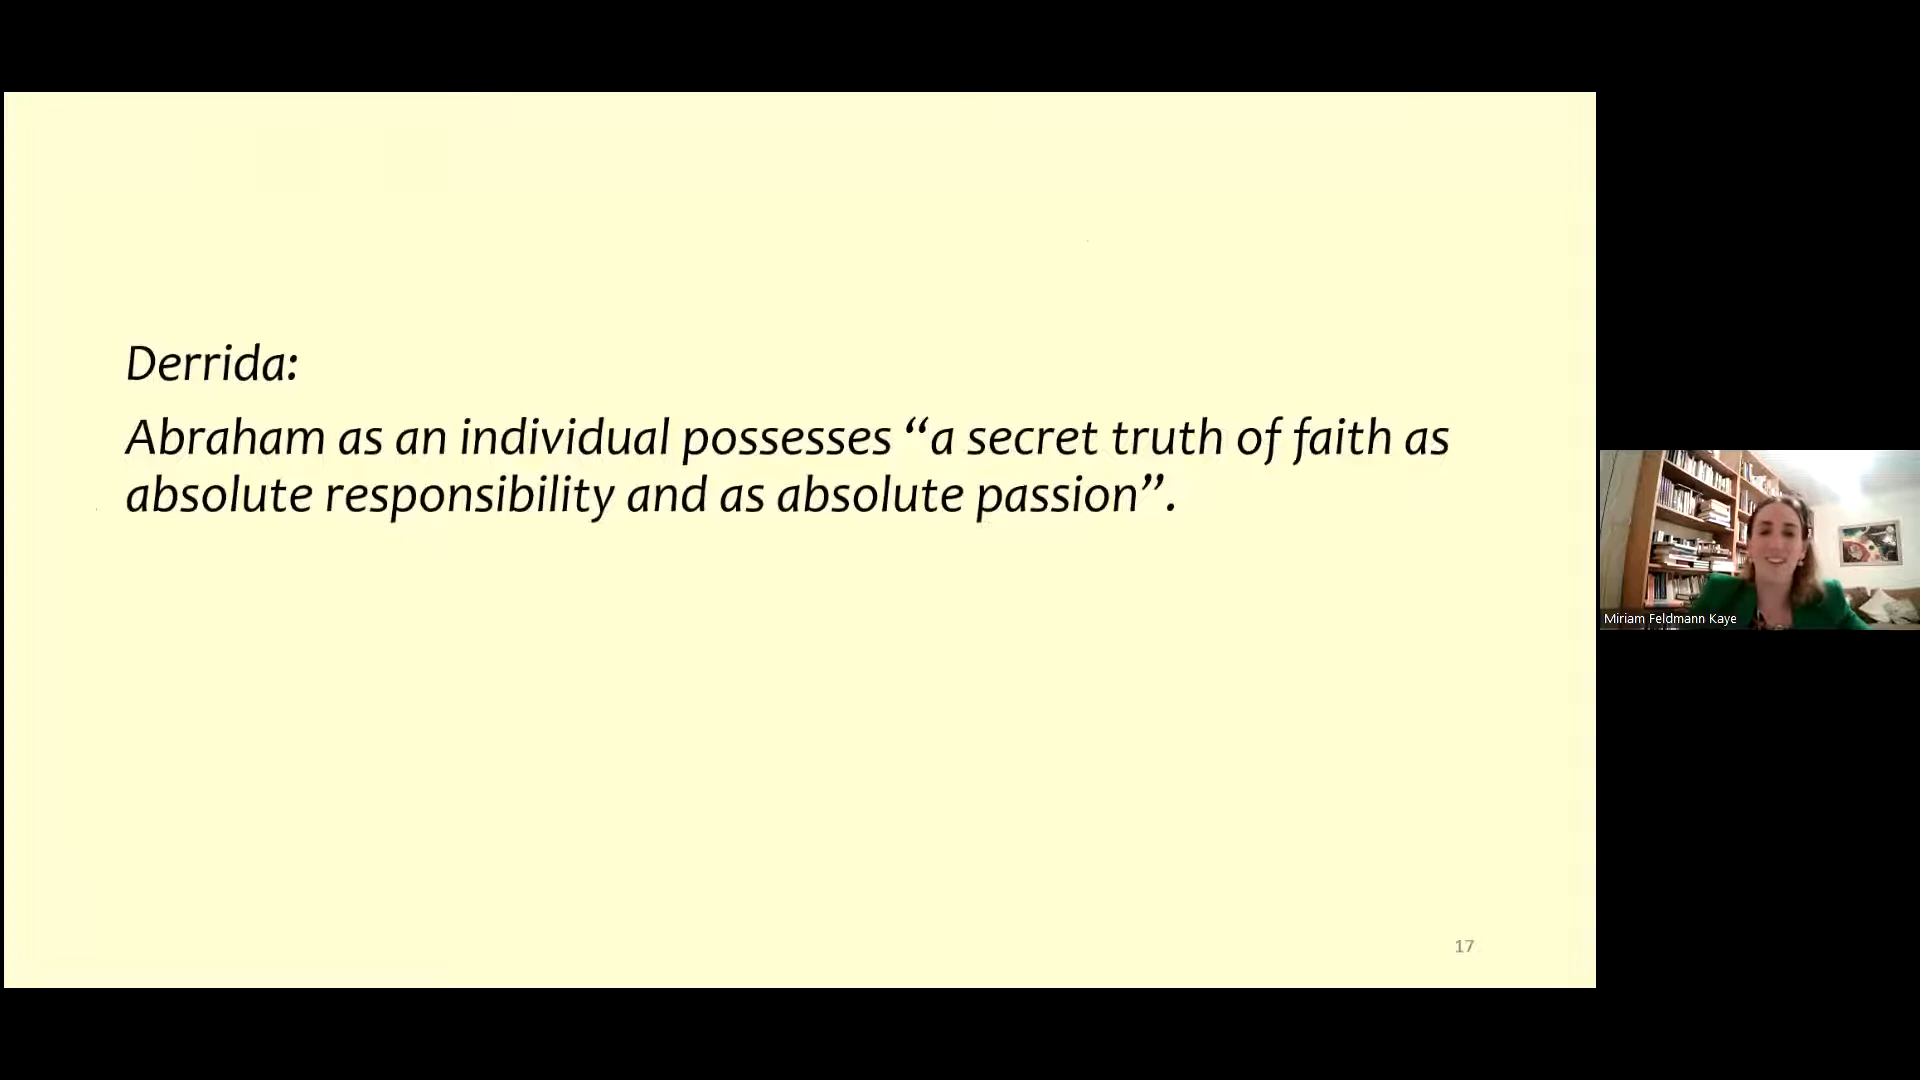 Derrida:
Abraham as an individual possesses “a secret truth of faith as
absolute responsibility and as absolute passion”.
Miriam Feldmann Kaye
17